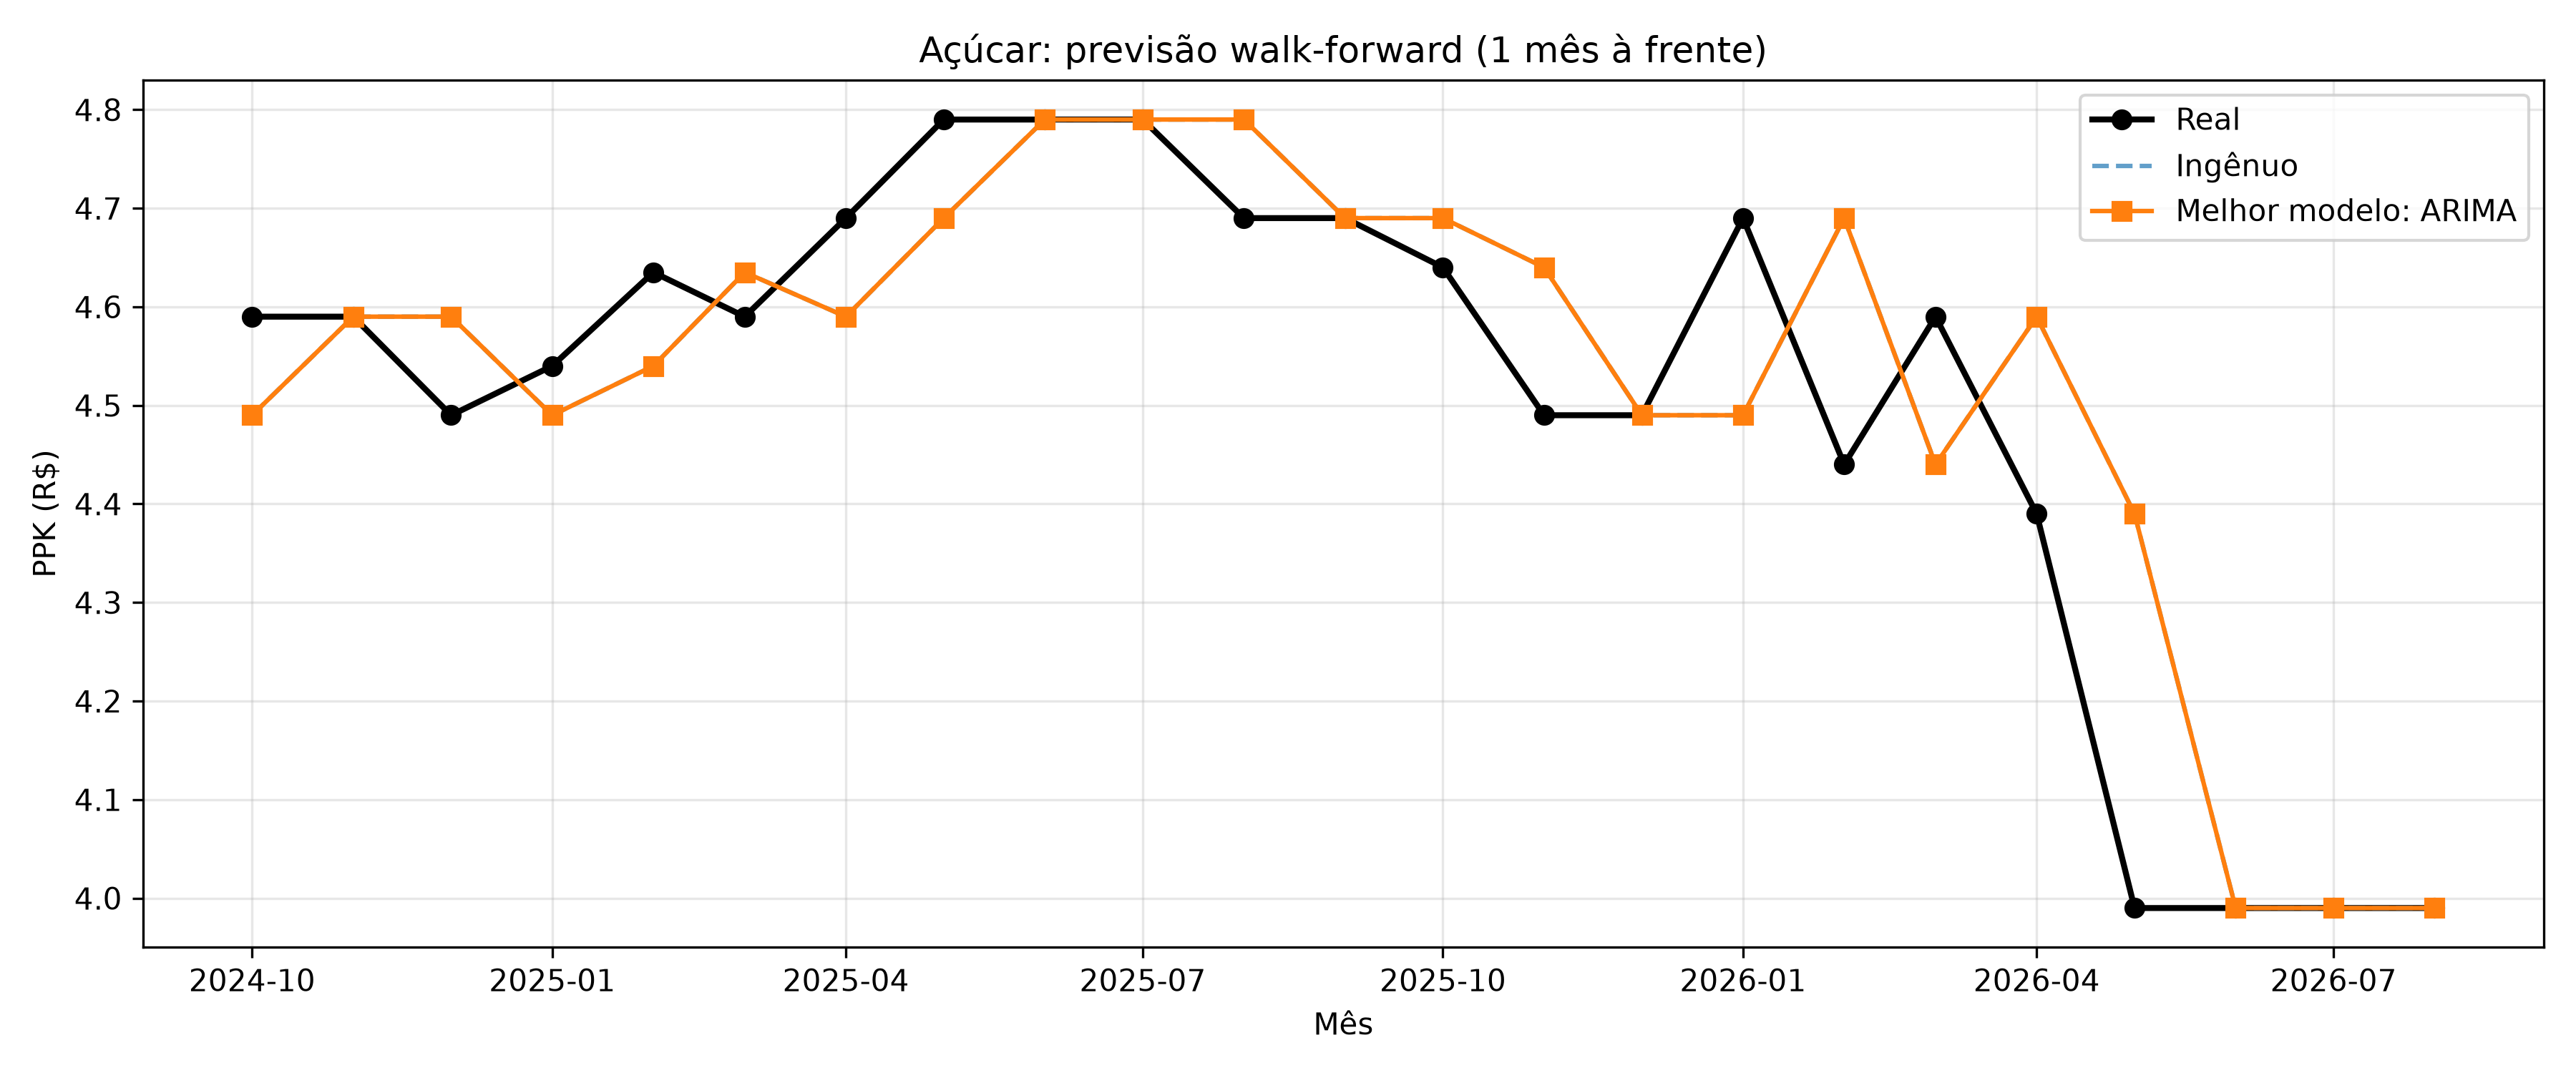 Açúcar: previsão walk-forward (1 mês à frente)
Real
Ingênuo
Melhor modelo: ARIMA
PPK (R$)
4.8
4.7
4.6
4.5
4.4
4.3
4.2
4.1
4.0
2024-10
2025-01
2025-04
2025-07
2025-10
2026-01
2026-04
2026-07
Mês